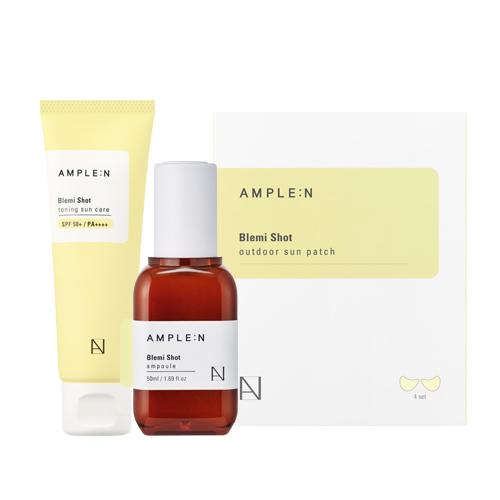 AMPLE:N
Blemi Shot
toning sun care
SPF 50+ / PA++++
AMPLE:N
Blemi Shot
ampoule
50ml / 1.69 fl.oz
AMPLE:N
Blemi Shot
outdoor sun patch
4 set